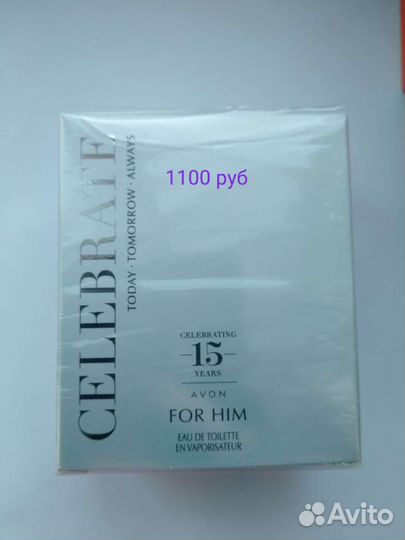 1100 руб
CELEBRATE
TODAY · TOMORROW · ALWAYS
CELEBRATING
15
YEARS
AVON
FOR HIM
EAU DE TOILETTE
EN VAPORISATEUR
Avito